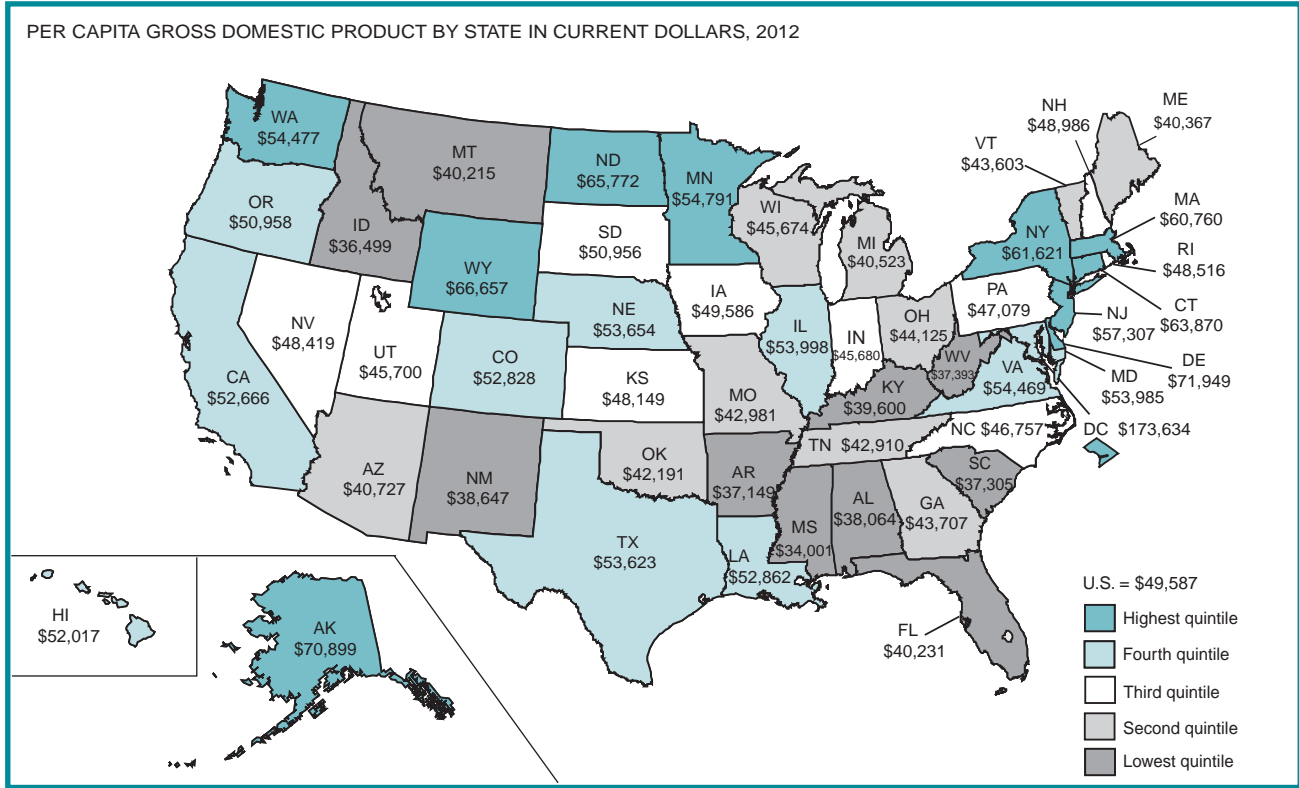 PER CAPITA GROSS DOMESTIC PRODUCT BY STATE IN CURRENT DOLLARS, 2012
WA
$54,477
MT
$40,215
ND
$65,772
MN
$54,791
OR
$50,958
ID
$36,499
WY
$66,657
SD
$50,956
WI
$45,674
MI
$40,523
VT
$43,603
NH
$48,986
ME
$40,367
MA
$60,760
NY
$61,621
RI
$48,516
CT
$63,870
NJ
$57,307
PA
$47,079
DE
$71,949
MD
$53,985
DC $173,634
NV
$48,419
UT
$45,700
CO
$52,828
NE
$53,654
IA
$49,586
IL
$53,998
IN
$45,680
OH
$44,125
WV
$37,393
VA
$54,469
CA
$52,666
KS
$48,149
MO
$42,981
KY
$39,600
NC $46,757
TN $42,910
AZ
$40,727
NM
$38,647
OK
$42,191
AR
$37,149
SC
$37,305
MS
$34,001
AL
$38,064
GA
$43,707
TX
$53,623
LA
$52,862
FL
$40,231
HI
$52,017
AK
$70,899
U.S. = $49,587
Highest quintile
Fourth quintile
Third quintile
Second quintile
Lowest quintile